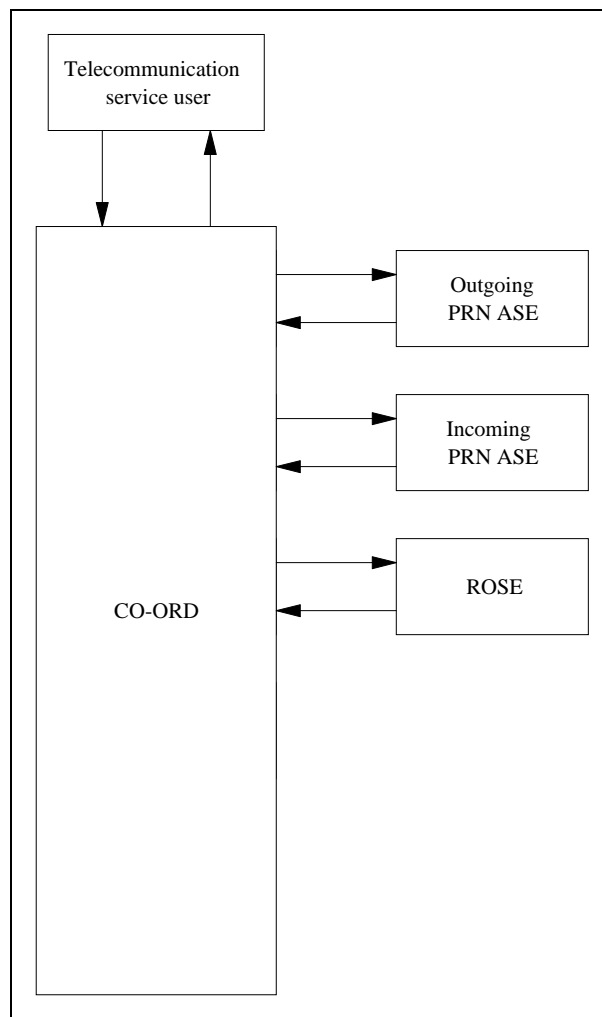 Telecommunication
service user
Outgoing
PRN ASE
Incoming
PRN ASE
ROSE
CO-ORD